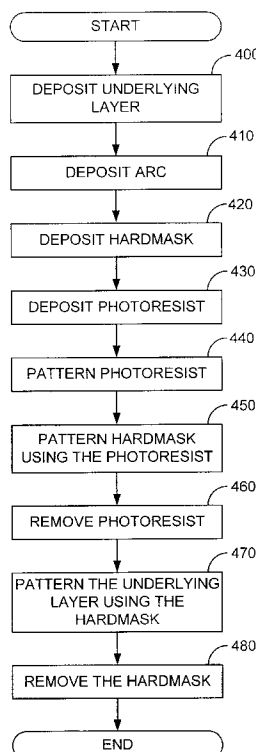 START
400
DEPOSIT UNDERLYING
LAYER
410
DEPOSIT ARC
420
DEPOSIT HARDMASK
430
DEPOSIT PHOTORESIST
440
PATTERN PHOTORESIST
450
PATTERN HARDMASK
USING THE PHOTORESIST
460
REMOVE PHOTORESIST
470
PATTERN THE UNDERLYING
LAYER USING THE
HARDMASK
480
REMOVE THE HARDMASK
END